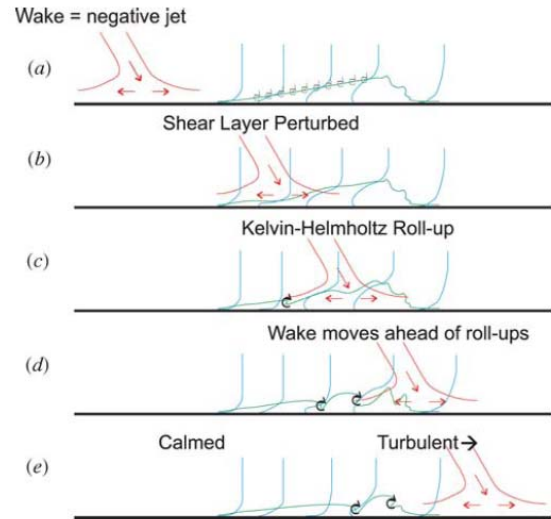 Wake = negative jet
(a)
Shear Layer Perturbed
(b)
Kelvin-Helmholtz Roll-up
(c)
Wake moves ahead of roll-ups
(d)
Calmed Turbulent→
(e)